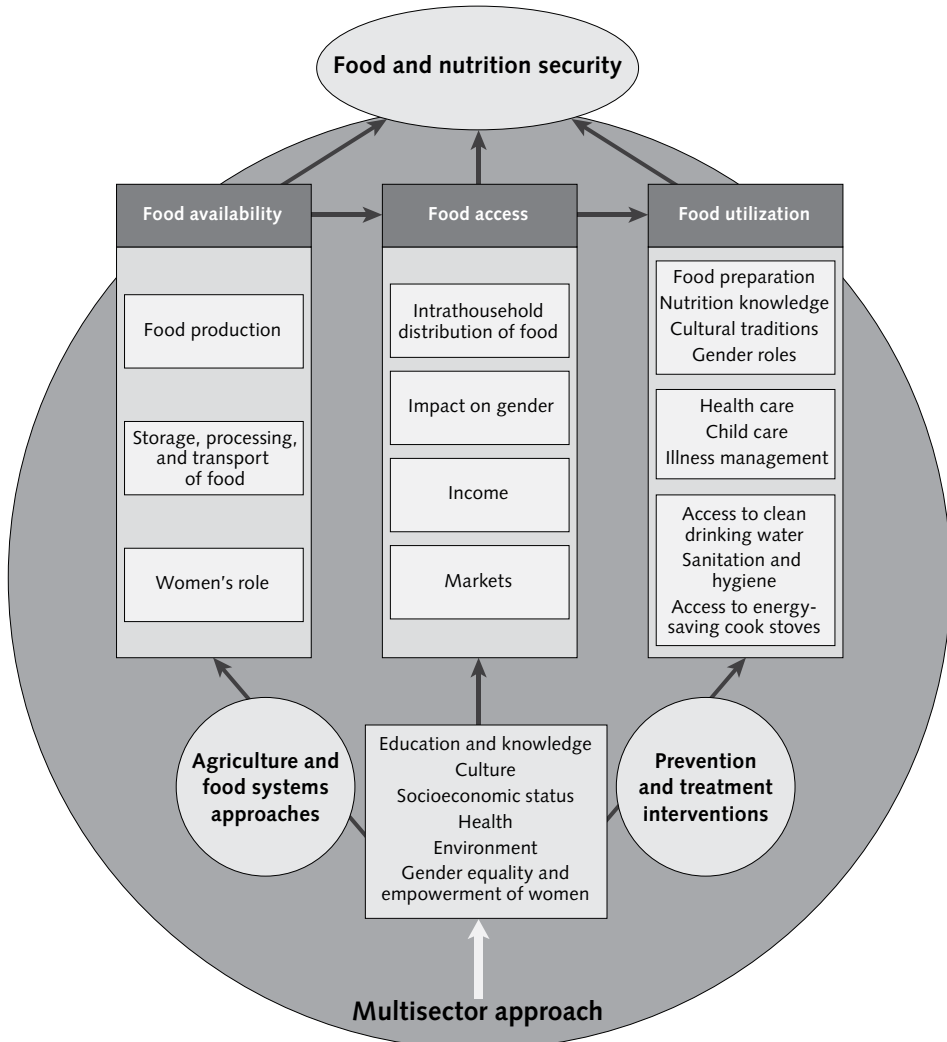 Food and nutrition security
Food availability
Food production
Storage, processing,
and transport
of food
Women’s role
Food access
Intrahousehold
distribution of food
Impact on gender
Income
Markets
Food utilization
Food preparation
Nutrition knowledge
Cultural traditions
Gender roles
Health care
Child care
Illness management
Access to clean
drinking water
Sanitation and
hygiene
Access to energy-
saving cook stoves
Agriculture and
food systems
approaches
Education and knowledge
Culture
Socioeconomic status
Health
Environment
Gender equality and
empowerment of women
Prevention
and treatment
interventions
Multisector approach